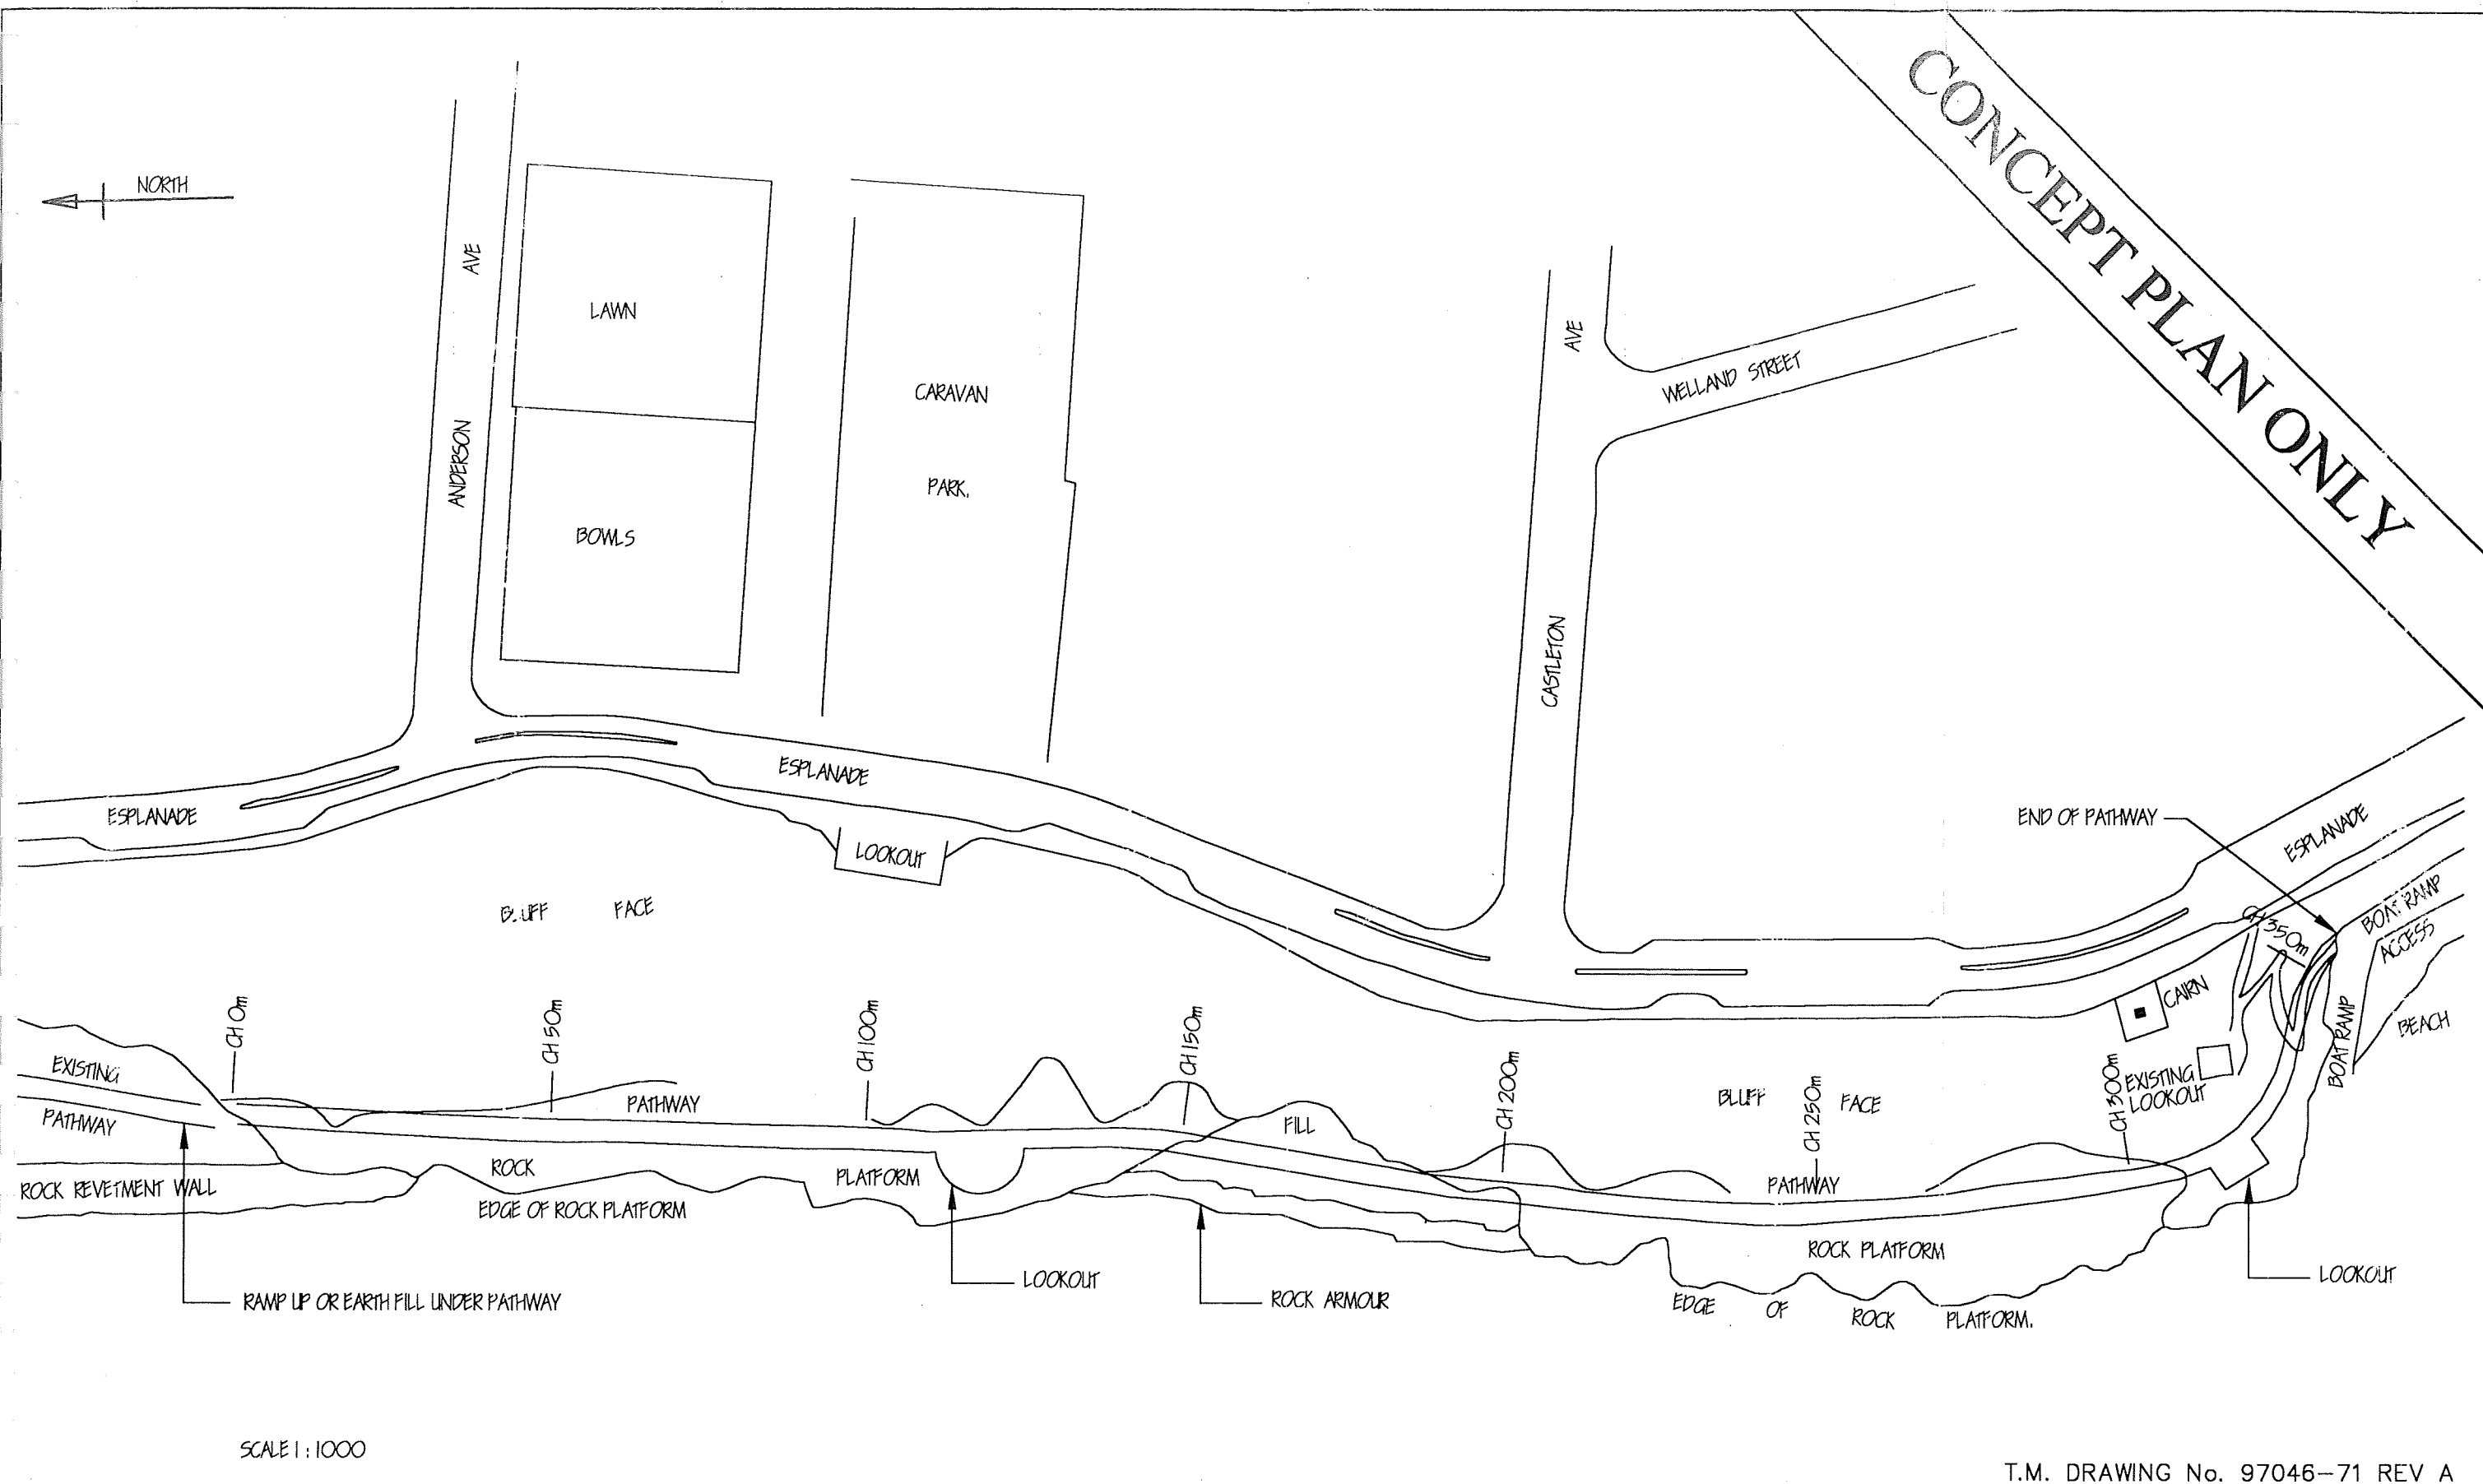 CONCEPT PLAN ONLY
NORTH
AVE
ANDERSON
LAWN
BOWLS
CARAVAN
PARK.
AVE
CASTLETON
WELLAND STREET
ESPLANADE
ESPLANADE
LOOKOUT
END OF PATHWAY
ESPLANADE
BOAT RAMP
ACCESS
BLUFF FACE
CH 350m
CAIRN
BOAT RAMP
BEACH
CH 0m
CH 50m
CH 100m
CH 150m
CH 200m
CH 250m
CH 300m
EXISTING
PATHWAY
PATHWAY
BLUFF FACE
EXISTING
LOOKOUT
FILL
ROCK
PLATFORM
PATHWAY
ROCK REVETMENT WALL
EDGE OF ROCK PLATFORM
ROCK PLATFORM
LOOKOUT
ROCK ARMOUR
LOOKOUT
RAMP UP OR EARTH FILL UNDER PATHWAY
EDGE OF ROCK PLATFORM.
SCALE 1:1000
T.M. DRAWING No. 97046-71 REV A